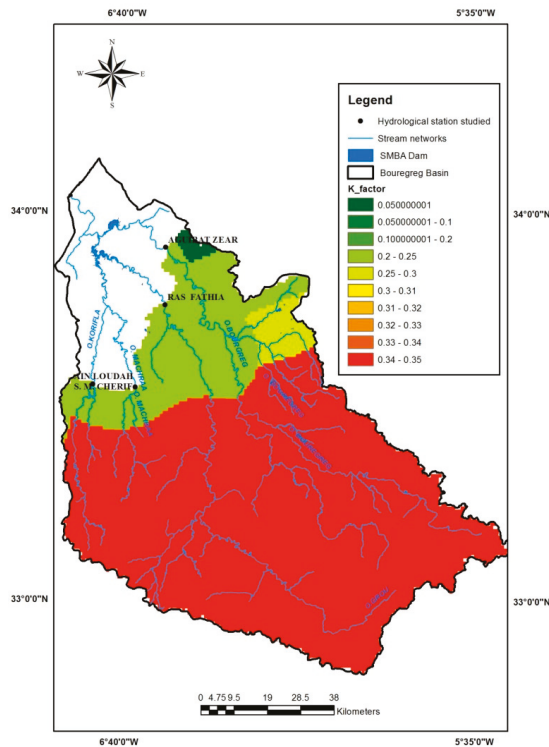 6°40'0"W 5°35'0"W
N
W E
S
Legend
Hydrological station studied
Stream networks
SMBA Dam
Bouregreg Basin
K_factor
0.050000001
0.050000001 - 0.1
0.100000001 - 0.2
0.2 - 0.25
0.25 - 0.3
0.3 - 0.31
0.31 - 0.32
0.32 - 0.33
0.33 - 0.34
0.34 - 0.35
34°0'0"N 34°0'0"N
RAS FATHIA
O.KORIFLA
O.BOUREGREG
S. M. CHERIF
33°0'0"N 33°0'0"N
0 4.75 9.5 19 28.5 38
Kilometers
6°40'0"W 5°35'0"W